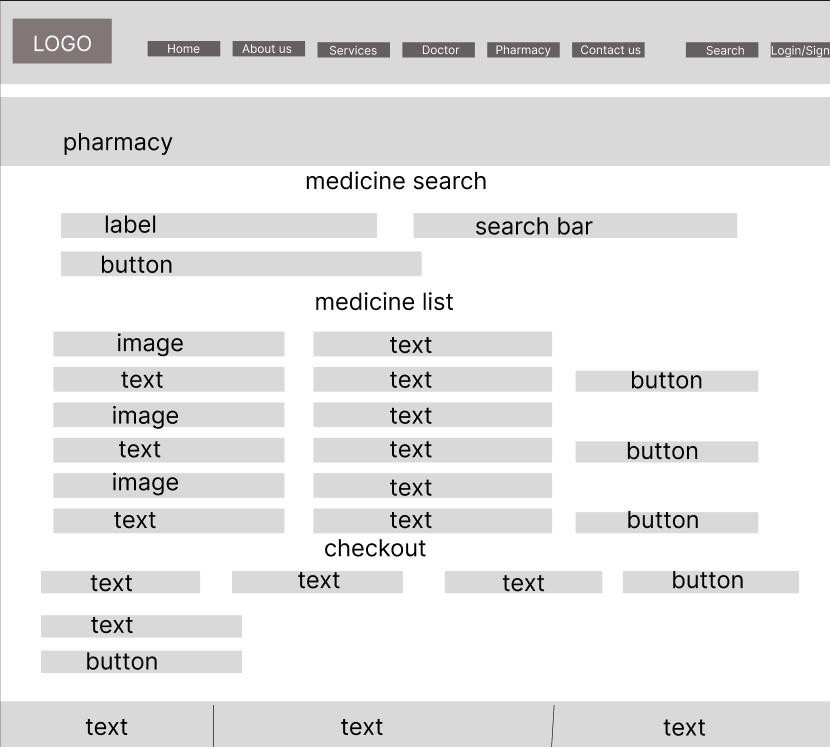 LOGO
Home
About us
Services
Doctor
Pharmacy
Contact us
Search
Login/Sign
pharmacy
medicine search
label
search bar
button
medicine list
image
text
text
text
button
image
text
text
text
button
image
text
text
text
button
checkout
text
text
text
button
text
button
text
text
text